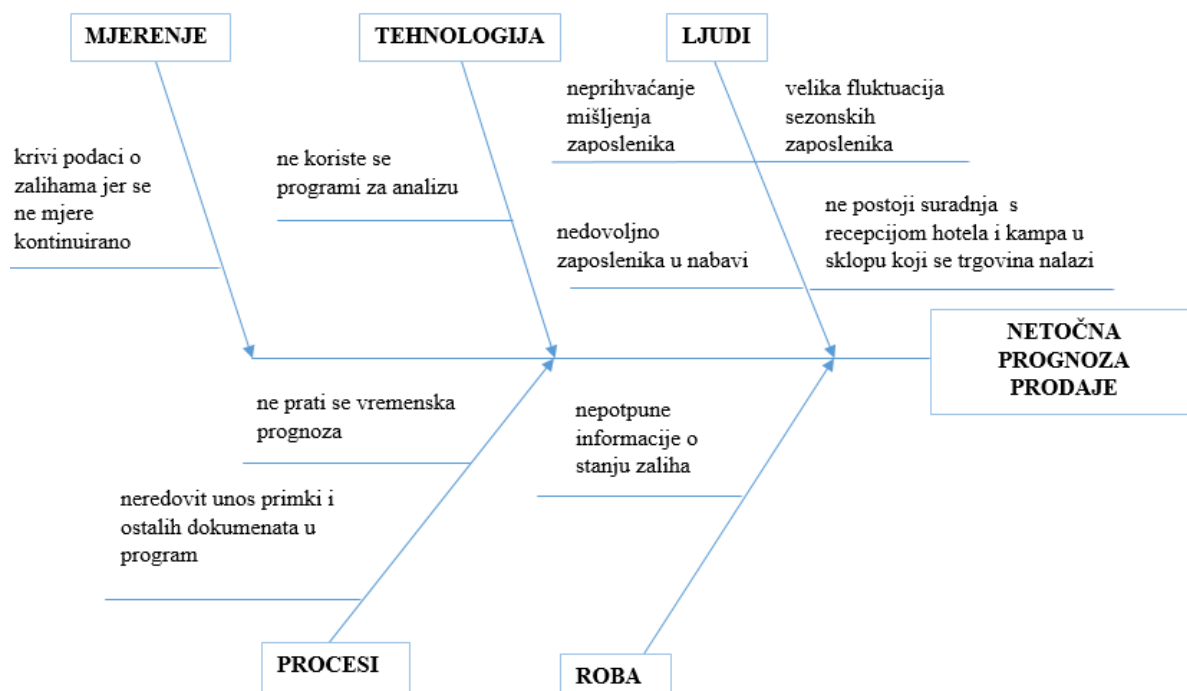 MJERENJE
TEHNOLOGIJA
LJUDI
krivi podaci o
zalihama jer se
ne mjere
kontinuirano
ne koriste se
programi za analizu
neprihvaćanje
mišljenja
zaposlenika
velika fluktuacija
sezonskih
zaposlenika
nedovoljno
zaposlenika u nabavi
ne postoji suradnja s
recepcijom hotela i kampa u
sklopu koji se trgovina nalazi
NETOČNA
PROGNOZA
PRODAJE
ne prati se vremenska
prognoza
neredovit unos primki i
ostalih dokumenata u
program
nepotpune
informacije o
stanju zaliha
PROCESI
ROBA